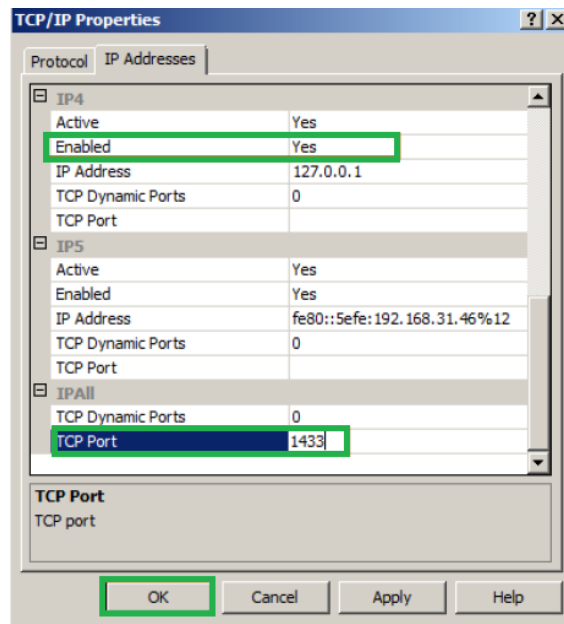 TCP/IP Properties
Protocol IP Addresses
IP4
Active Yes
Enabled Yes
IP Address 127.0.0.1
TCP Dynamic Ports 0
TCP Port
IP5
Active Yes
Enabled Yes
IP Address fe80::5efe:192.168.31.46%12
TCP Dynamic Ports 0
TCP Port
IPAll
TCP Dynamic Ports 0
TCP Port 1433
TCP Port
TCP port
OK Cancel Apply Help